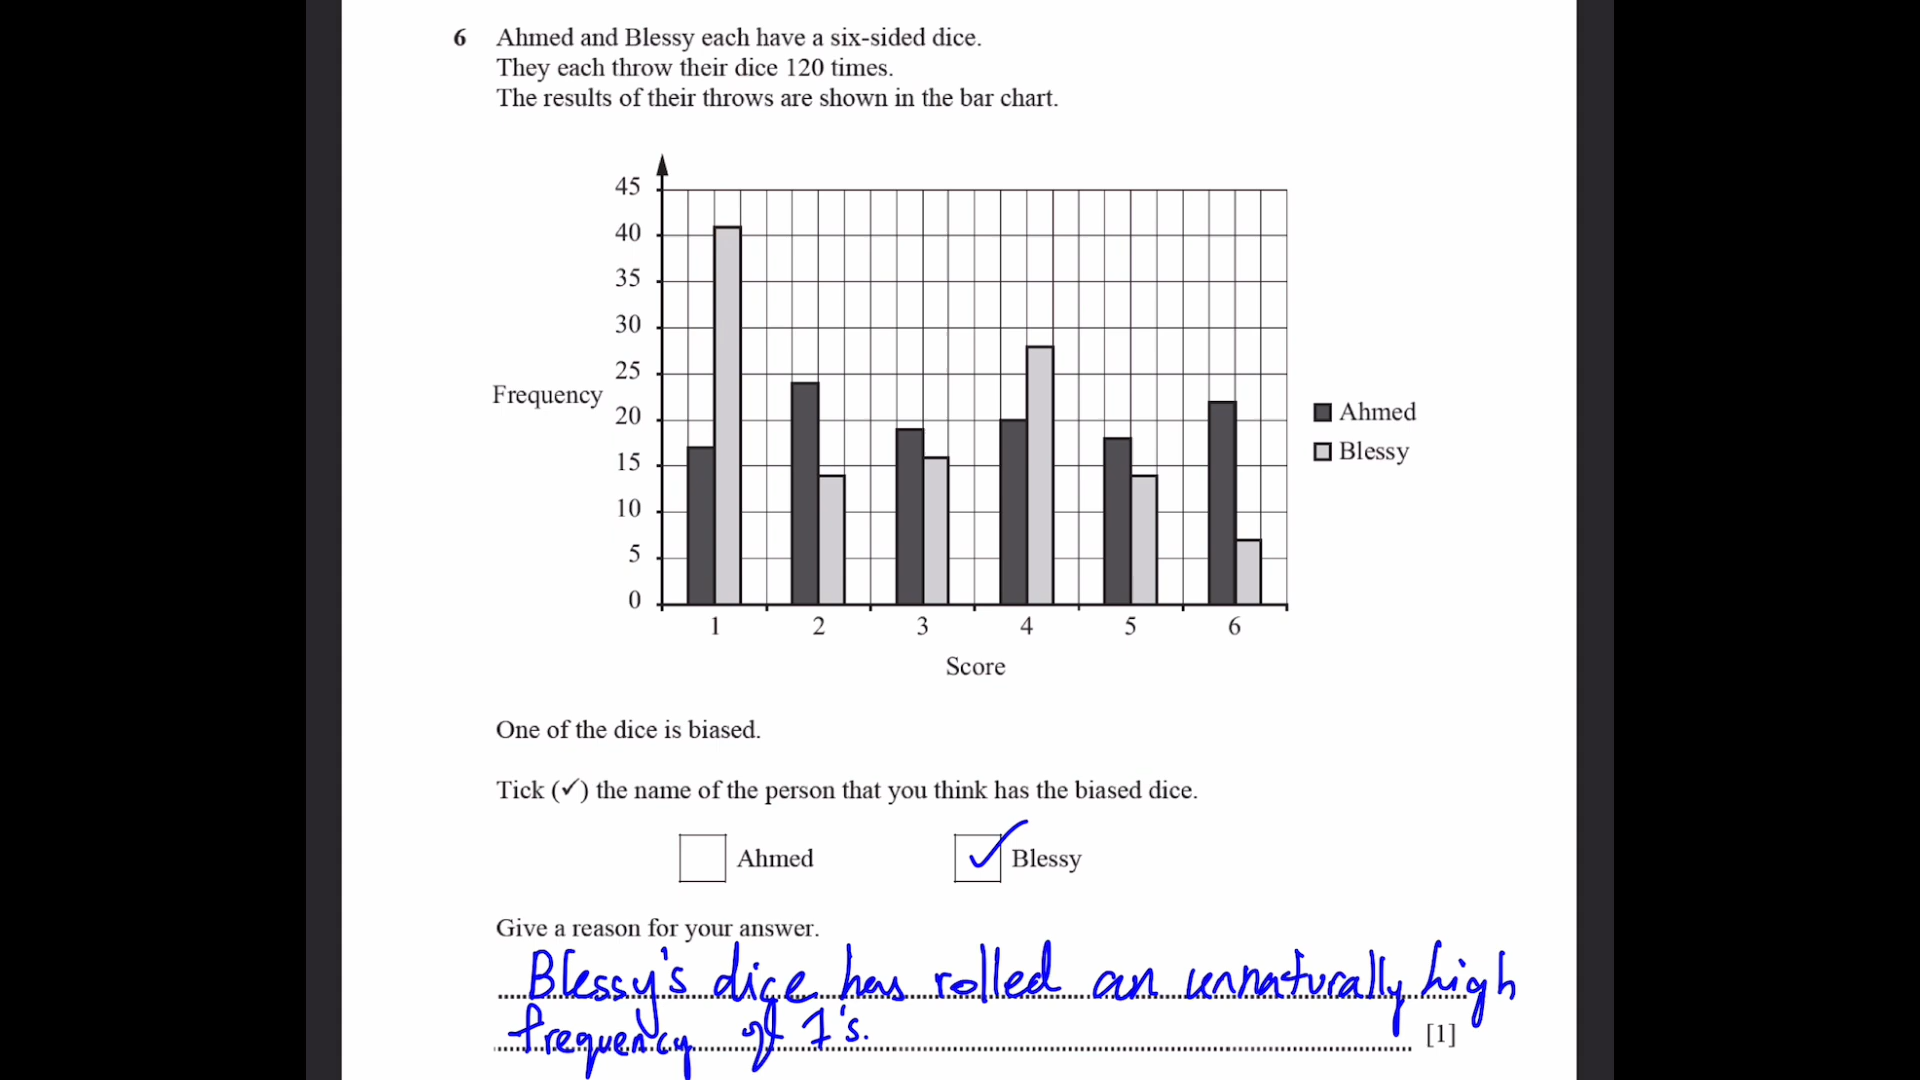 6 Ahmed and Blessy each have a six-sided dice.
They each throw their dice 120 times.
The results of their throws are shown in the bar chart.
45
40
35
30
25
20
15
10
5
0
Frequency
1 2 3 4 5 6
Score
Ahmed
Blessy
One of the dice is biased.
Tick (✓) the name of the person that you think has the biased dice.
Ahmed ✓ Blessy
Give a reason for your answer.
Blessy's dice has rolled an unnaturally high
frequency of 1's.
[1]